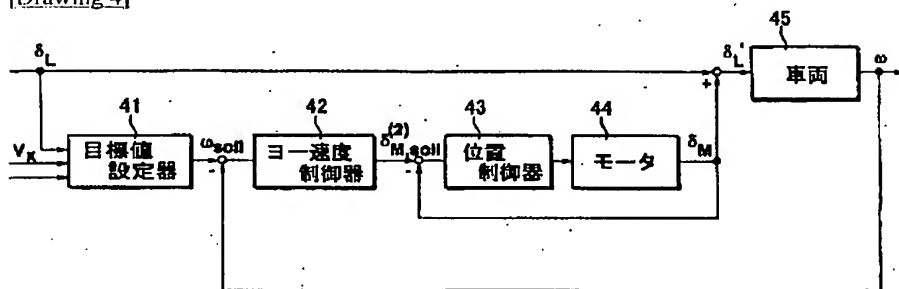 [Drawing 4]
δL
41
目標値
設定器
VX
ωsoll
-
42
ヨー速度
制御器
δM,soll(2)
-
43
位置
制御器
44
モータ
δM
+
δL'
45
車両
ω